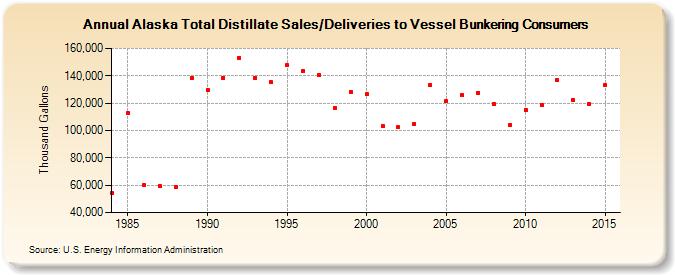 Annual Alaska Total Distillate Sales/Deliveries to Vessel Bunkering Consumers
Thousand Gallons
160,000
140,000
120,000
100,000
80,000
60,000
40,000
1985 1990 1995 2000 2005 2010 2015
Source: U.S. Energy Information Administration